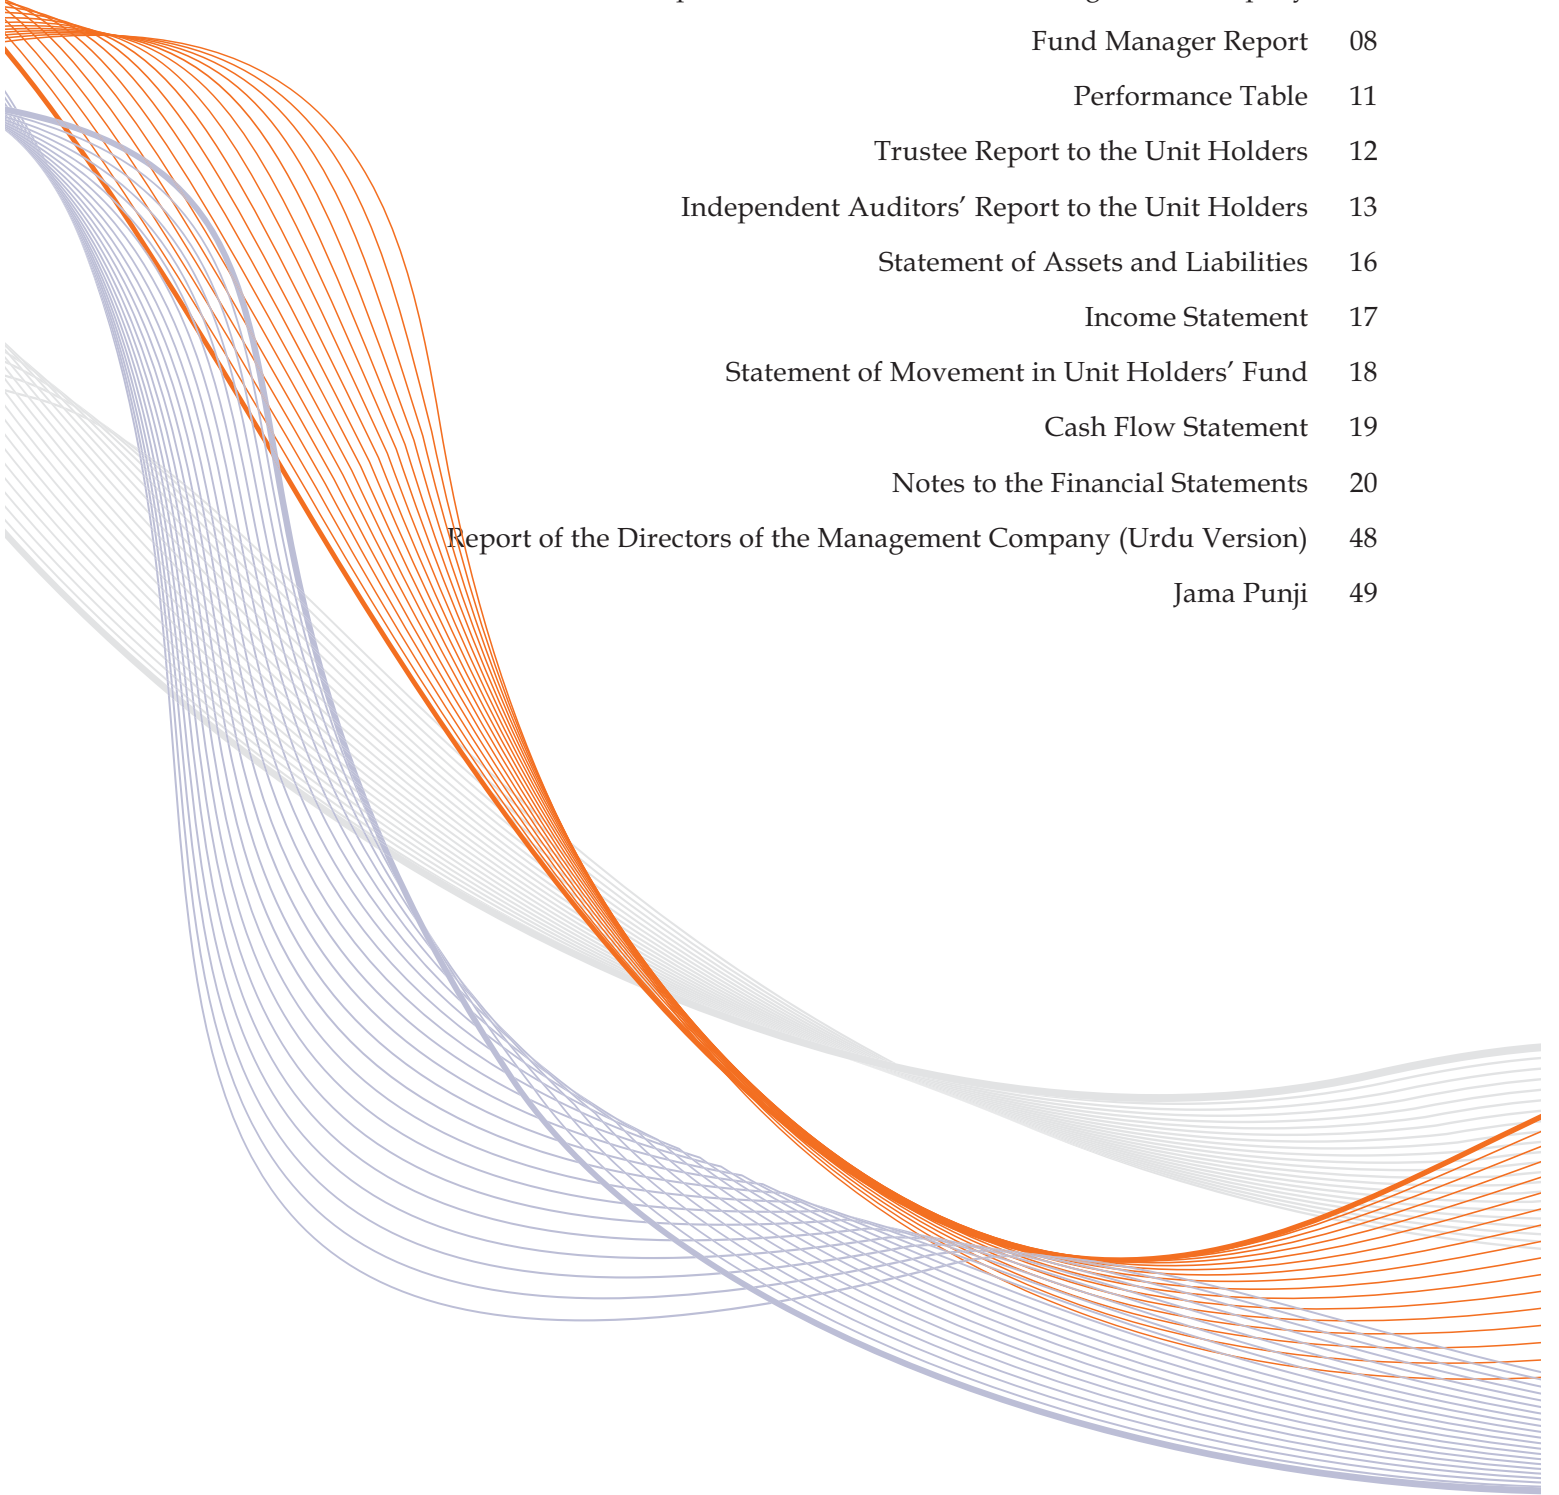 Fund Manager Report 08
Performance Table 11
Trustee Report to the Unit Holders 12
Independent Auditors’ Report to the Unit Holders 13
Statement of Assets and Liabilities 16
Income Statement 17
Statement of Movement in Unit Holders’ Fund 18
Cash Flow Statement 19
Notes to the Financial Statements 20
Report of the Directors of the Management Company (Urdu Version) 48
Jama Punji 49